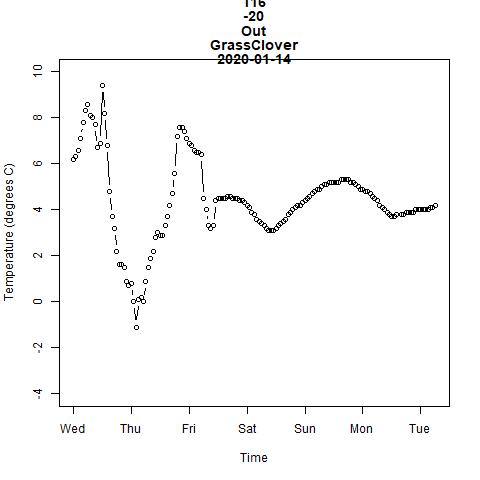 T16
-20
Out
GrassClover
2020-01-14
10
8
6
4
2
0
-2
-4
Temperature (degrees C)
Wed Thu Fri Sat Sun Mon Tue
Time